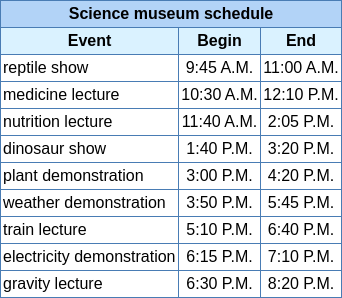 Science museum schedule
Event Begin End
reptile show 9:45 A.M. 11:00 A.M.
medicine lecture 10:30 A.M. 12:10 P.M.
nutrition lecture 11:40 A.M. 2:05 P.M.
dinosaur show 1:40 P.M. 3:20 P.M.
plant demonstration 3:00 P.M. 4:20 P.M.
weather demonstration 3:50 P.M. 5:45 P.M.
train lecture 5:10 P.M. 6:40 P.M.
electricity demonstration 6:15 P.M. 7:10 P.M.
gravity lecture 6:30 P.M. 8:20 P.M.